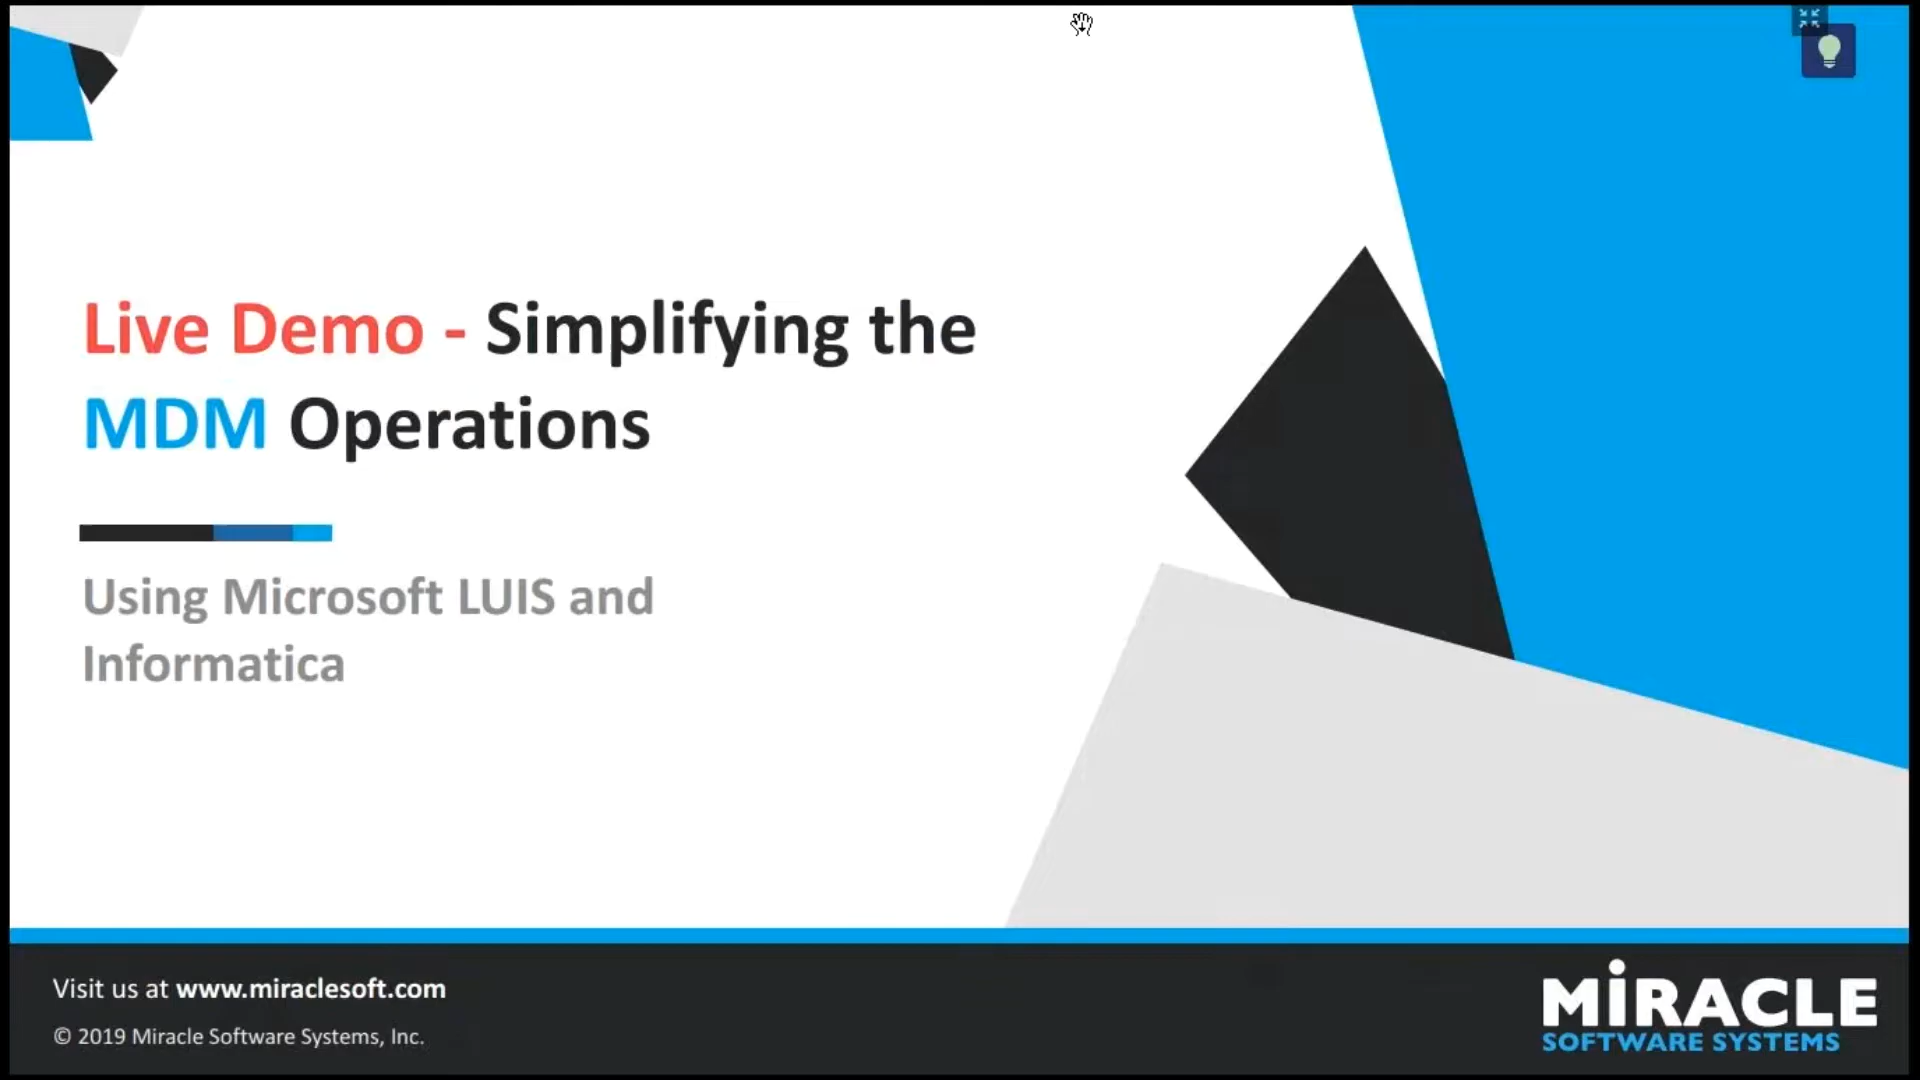 Live Demo - Simplifying the
MDM Operations
Using Microsoft LUIS and
Informatica
Visit us at www.miraclesoft.com
© 2019 Miracle Software Systems, Inc.
MiRACLE
SOFTWARE SYSTEMS